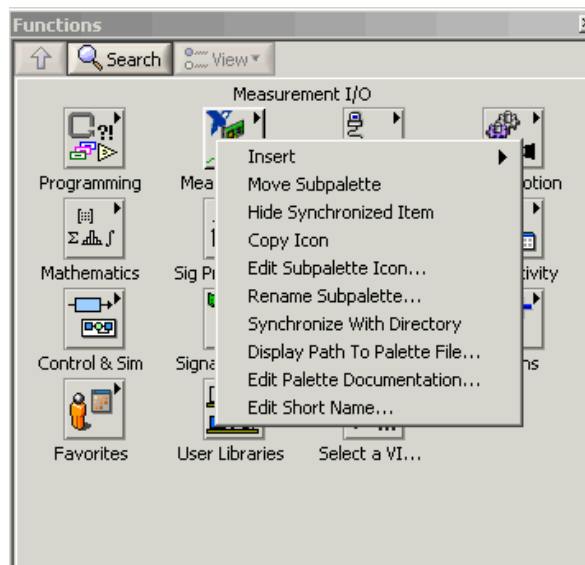 Functions
Search
View
Measurement I/O
?!
Programming
Mea
otion
Insert
Move Subpalette
Hide Synchronized Item
Copy Icon
Edit Subpalette Icon...
Rename Subpalette...
Synchronize With Directory
Display Path To Palette File...
Edit Palette Documentation...
Edit Short Name...
Mathematics
Sig Pr
ivity
Control & Sim
Signa
ns
Favorites
User Libraries
Select a VI...